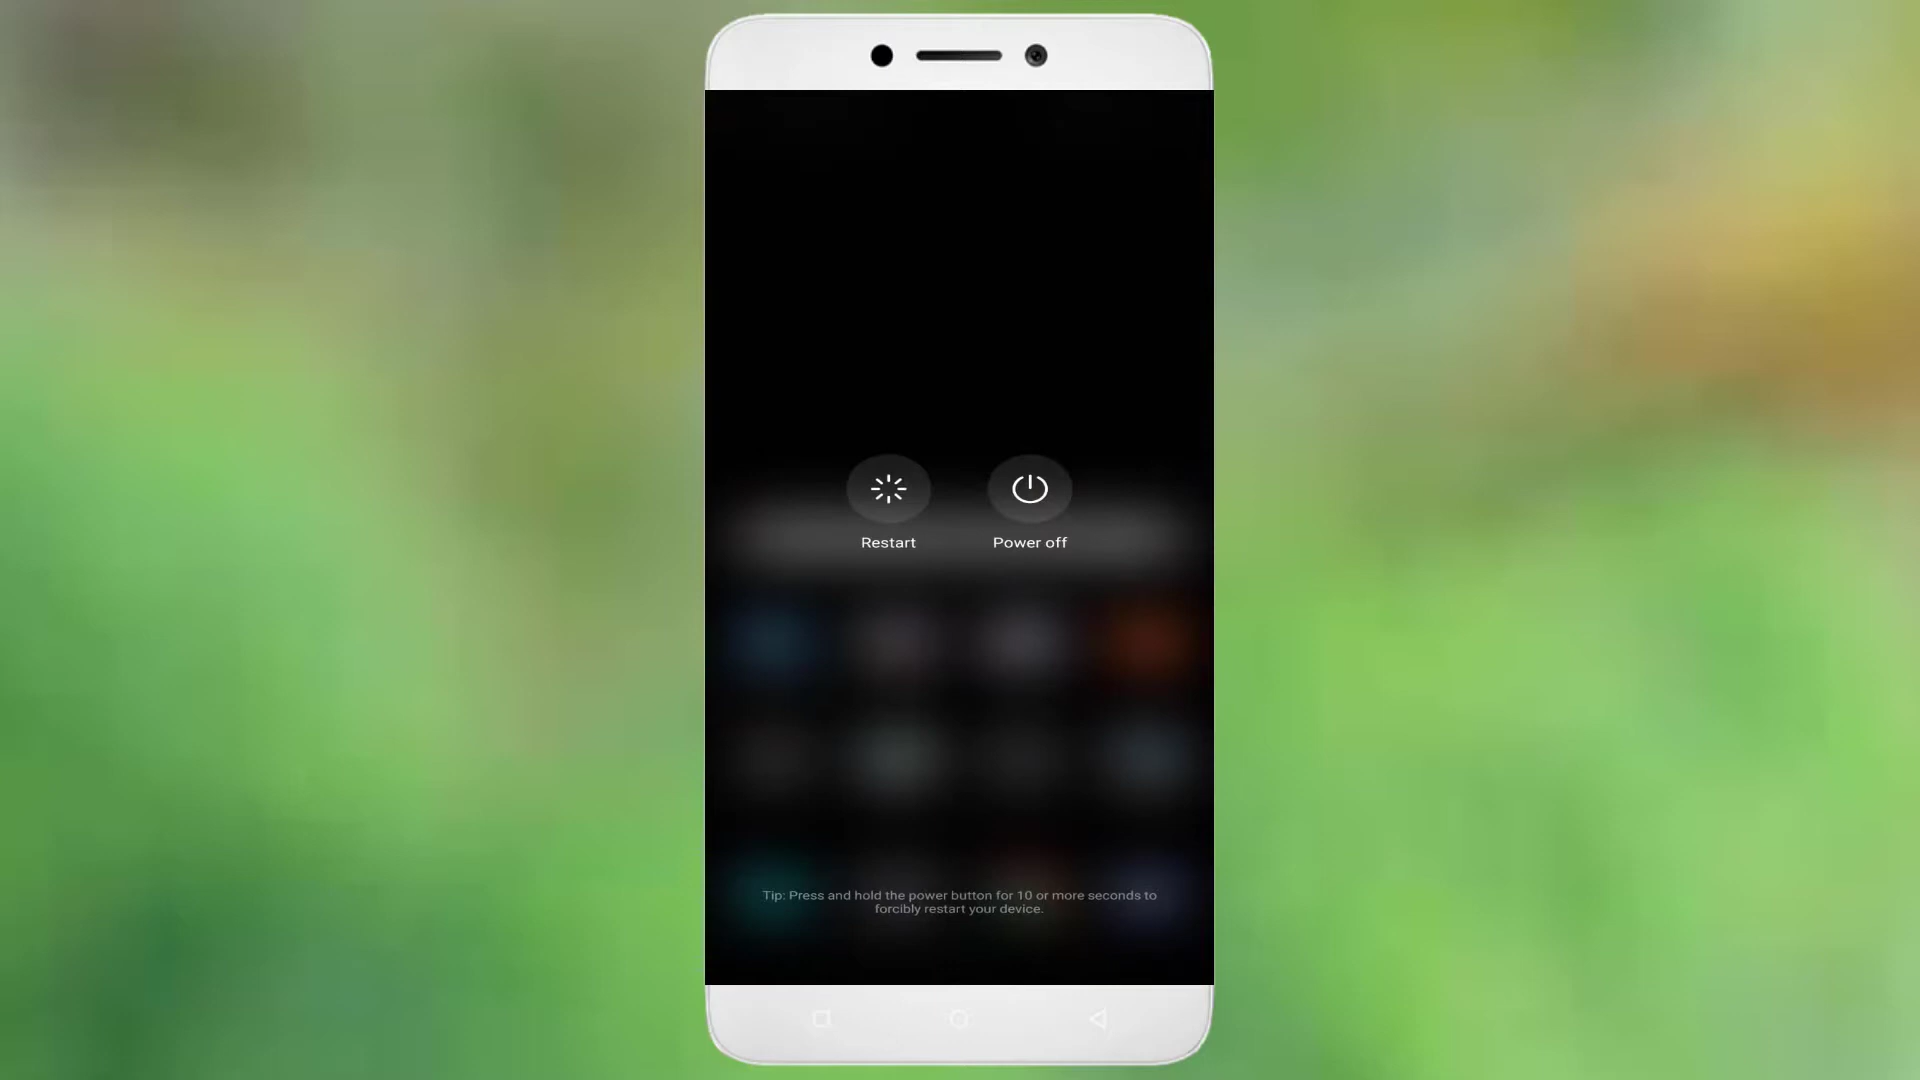 Restart Power off
Tip: Press and hold the power button for 10 or more seconds to
forcibly restart your device.